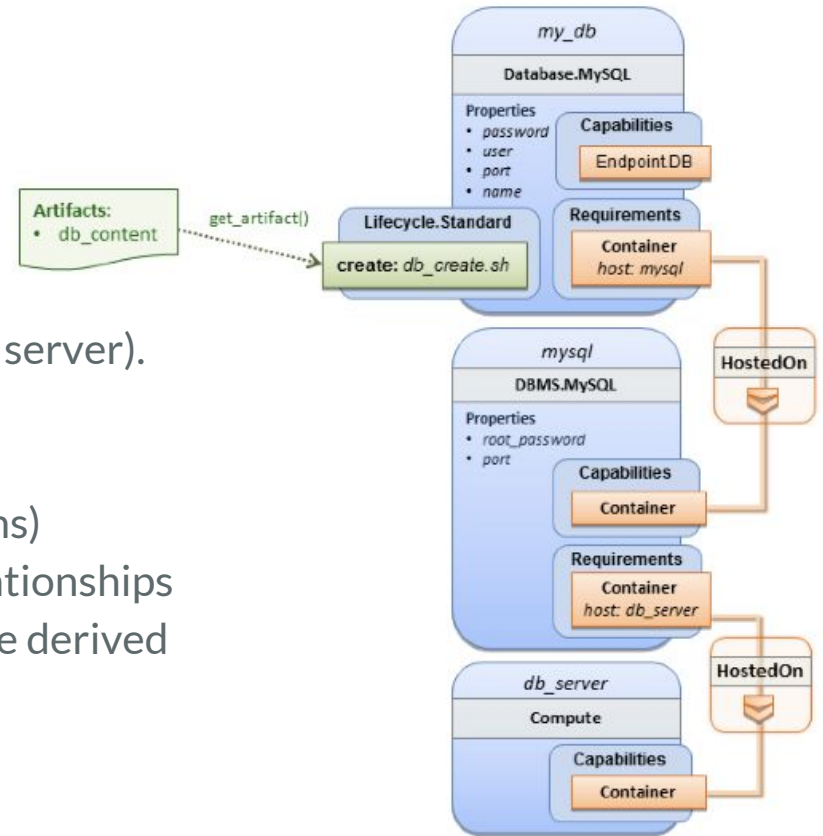 my_db
Database.MySQL
Properties
• password
• user
• port
• name
Capabilities
Endpoint.DB
Artifacts:
• db_content
get_artifact()
Lifecycle.Standard
create: db_create.sh
Requirements
Container
host: mysql
server).
HostedOn
mysql
DBMS.MySQL
Properties
• root_password
• port
Capabilities
Container
ns)
ationships
e derived
Requirements
Container
host: db_server
HostedOn
db_server
Compute
Capabilities
Container